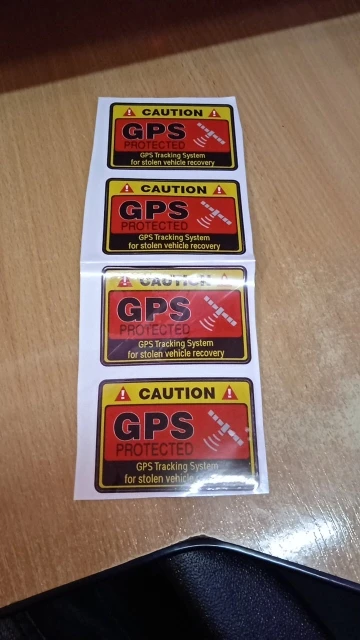 CAUTION
GPS
PROTECTED
GPS Tracking System
for stolen vehicle recovery
CAUTION
GPS
PROTECTED
GPS Tracking System
for stolen vehicle recovery
CAUTION
GPS
PROTECTED
GPS Tracking System
for stolen vehicle recovery
CAUTION
GPS
PROTECTED
GPS Tracking System
for stolen vehicle